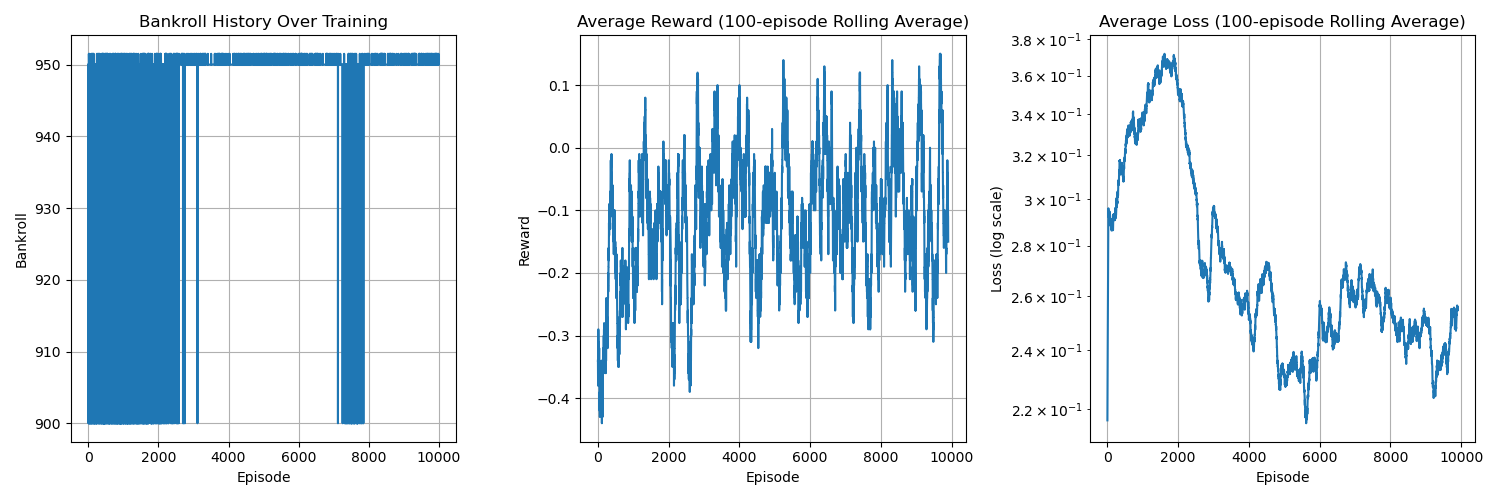 Bankroll History Over Training
Bankroll
950
940
930
920
910
900
0 2000 4000 6000 8000 10000
Episode
Average Reward (100-episode Rolling Average)
Reward
0.1
0.0
−0.1
−0.2
−0.3
−0.4
0 2000 4000 6000 8000 10000
Episode
Average Loss (100-episode Rolling Average)
Loss (log scale)
3.8 × 10⁻¹
3.6 × 10⁻¹
3.4 × 10⁻¹
3.2 × 10⁻¹
3 × 10⁻¹
2.8 × 10⁻¹
2.6 × 10⁻¹
2.4 × 10⁻¹
2.2 × 10⁻¹
0 2000 4000 6000 8000 10000
Episode